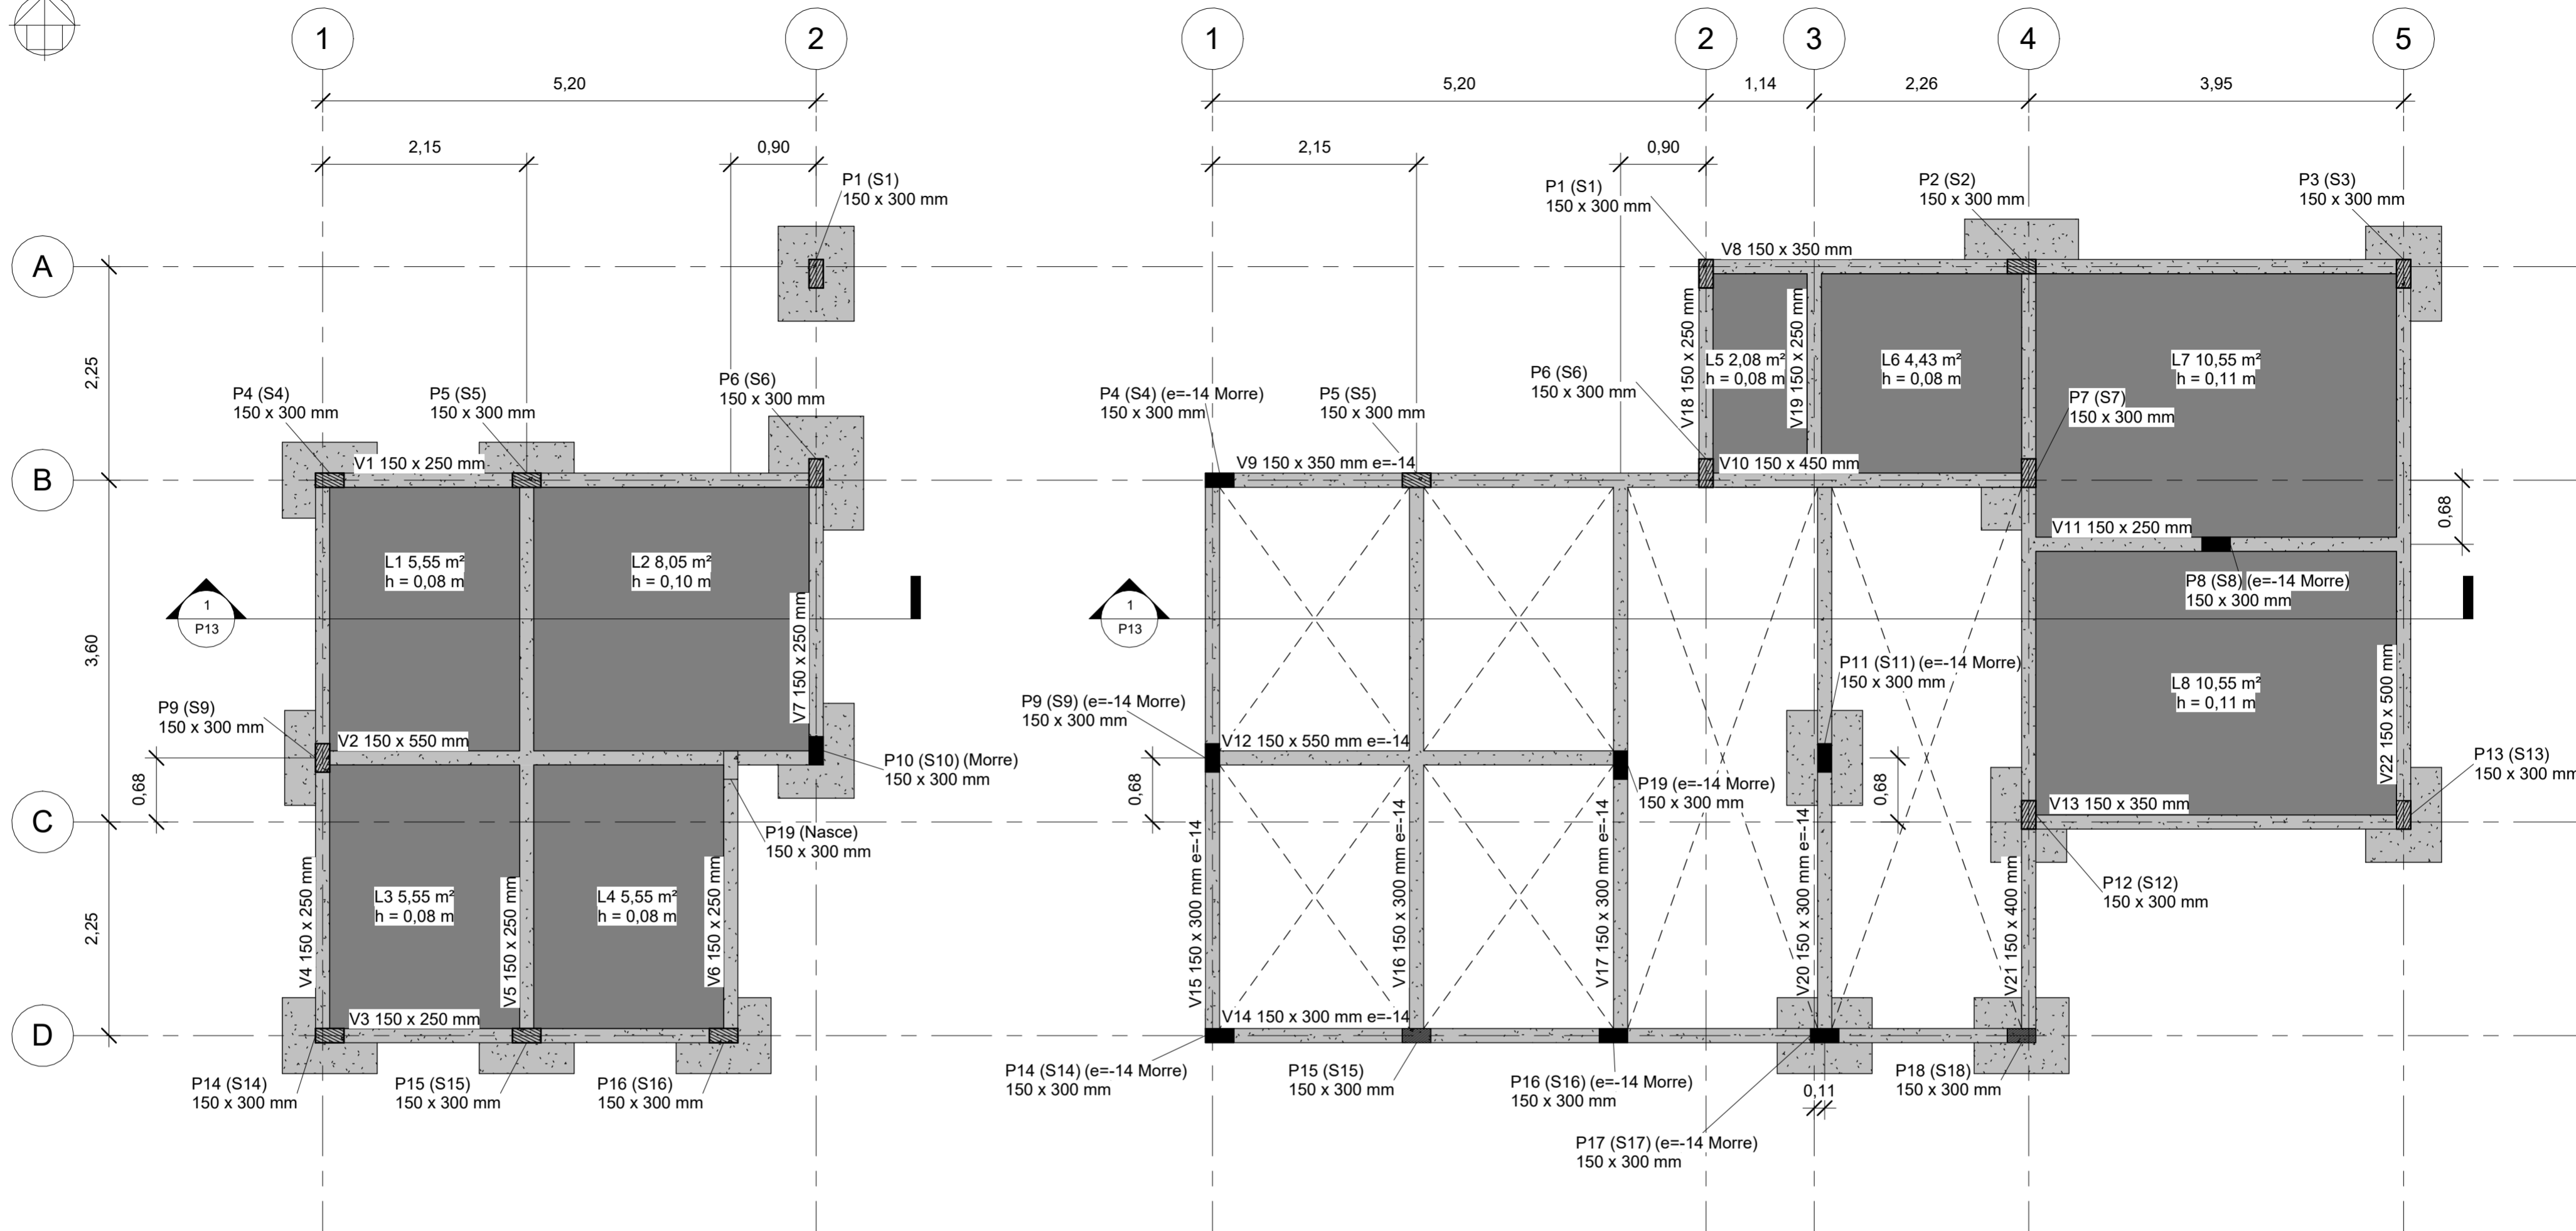 1
2
1
2
3
4
5
5,20
5,20
1,14
2,26
3,95
2,15
0,90
2,15
0,90
P1 (S1)
150 x 300 mm
P1 (S1)
150 x 300 mm
P2 (S2)
150 x 300 mm
P3 (S3)
150 x 300 mm
A
V8 150 x 350 mm
2,25
V18 150 x 250 mm
V19 150 x 250 mm
L5 2,08 m²
h = 0,08 m
L6 4,43 m²
h = 0,08 m
L7 10,55 m²
h = 0,11 m
P4 (S4)
150 x 300 mm
P5 (S5)
150 x 300 mm
P6 (S6)
150 x 300 mm
P4 (S4) (e=-14 Morre)
150 x 300 mm
P5 (S5)
150 x 300 mm
P6 (S6)
150 x 300 mm
P7 (S7)
150 x 300 mm
B
V1 150 x 250 mm
V9 150 x 350 mm e=-14
V10 150 x 450 mm
0,68
V11 150 x 250 mm
L1 5,55 m²
h = 0,08 m
L2 8,05 m²
h = 0,10 m
P8 (S8) (e=-14 Morre)
150 x 300 mm
1
P13
1
P13
3,60
V7 150 x 250 mm
P11 (S11) (e=-14 Morre)
150 x 300 mm
L8 10,55 m²
h = 0,11 m
V22 150 x 500 mm
P9 (S9)
150 x 300 mm
V2 150 x 550 mm
P10 (S10) (Morre)
150 x 300 mm
P9 (S9) (e=-14 Morre)
150 x 300 mm
V12 150 x 550 mm e=-14
P19 (e=-14 Morre)
150 x 300 mm
P13 (S13)
150 x 300 mm
0,68
0,68
0,68
C
V13 150 x 350 mm
P19 (Nasce)
150 x 300 mm
2,25
V4 150 x 250 mm
L3 5,55 m²
h = 0,08 m
V5 150 x 250 mm
L4 5,55 m²
h = 0,08 m
V6 150 x 250 mm
V15 150 x 300 mm e=-14
V16 150 x 300 mm e=-14
V17 150 x 300 mm e=-14
V20 150 x 300 mm e=-14
V21 150 x 400 mm
P12 (S12)
150 x 300 mm
D
V3 150 x 250 mm
V14 150 x 300 mm e=-14
P14 (S14)
150 x 300 mm
P15 (S15)
150 x 300 mm
P16 (S16)
150 x 300 mm
P14 (S14) (e=-14 Morre)
150 x 300 mm
P15 (S15)
150 x 300 mm
P16 (S16) (e=-14 Morre)
150 x 300 mm
0,11
P18 (S18)
150 x 300 mm
P17 (S17) (e=-14 Morre)
150 x 300 mm